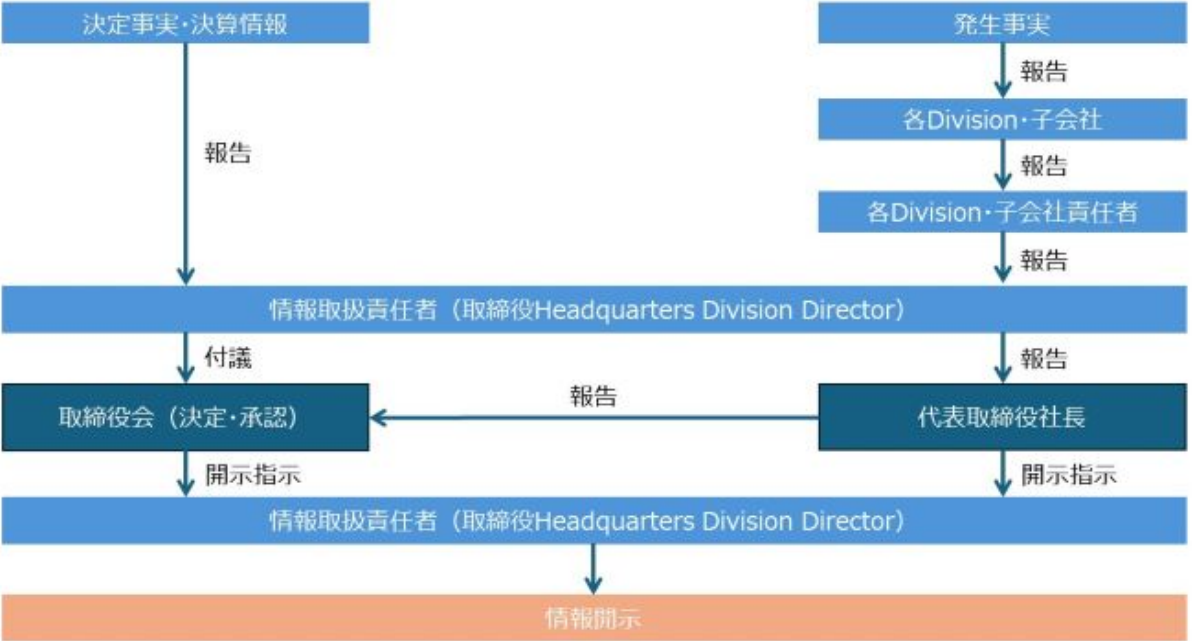 決定事実・決算情報
発生事実
報告
各Division・子会社
報告
報告
各Division・子会社責任者
報告
情報取扱責任者（取締役Headquarters Division Director）
付議
報告
取締役会（決定・承認）
報告
代表取締役社長
開示指示
開示指示
情報取扱責任者（取締役Headquarters Division Director）
情報開示